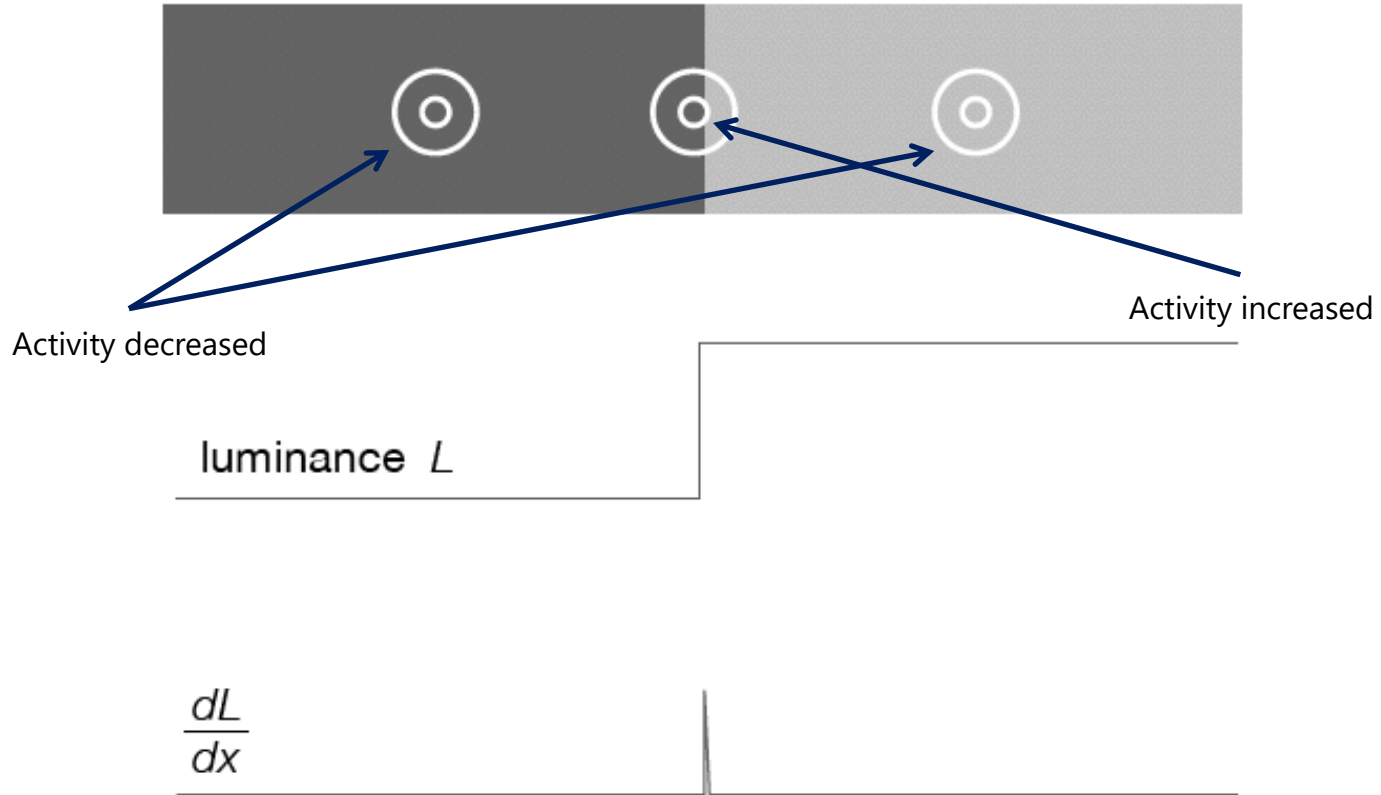 Activity increased
Activity decreased
luminance L
dL
dx